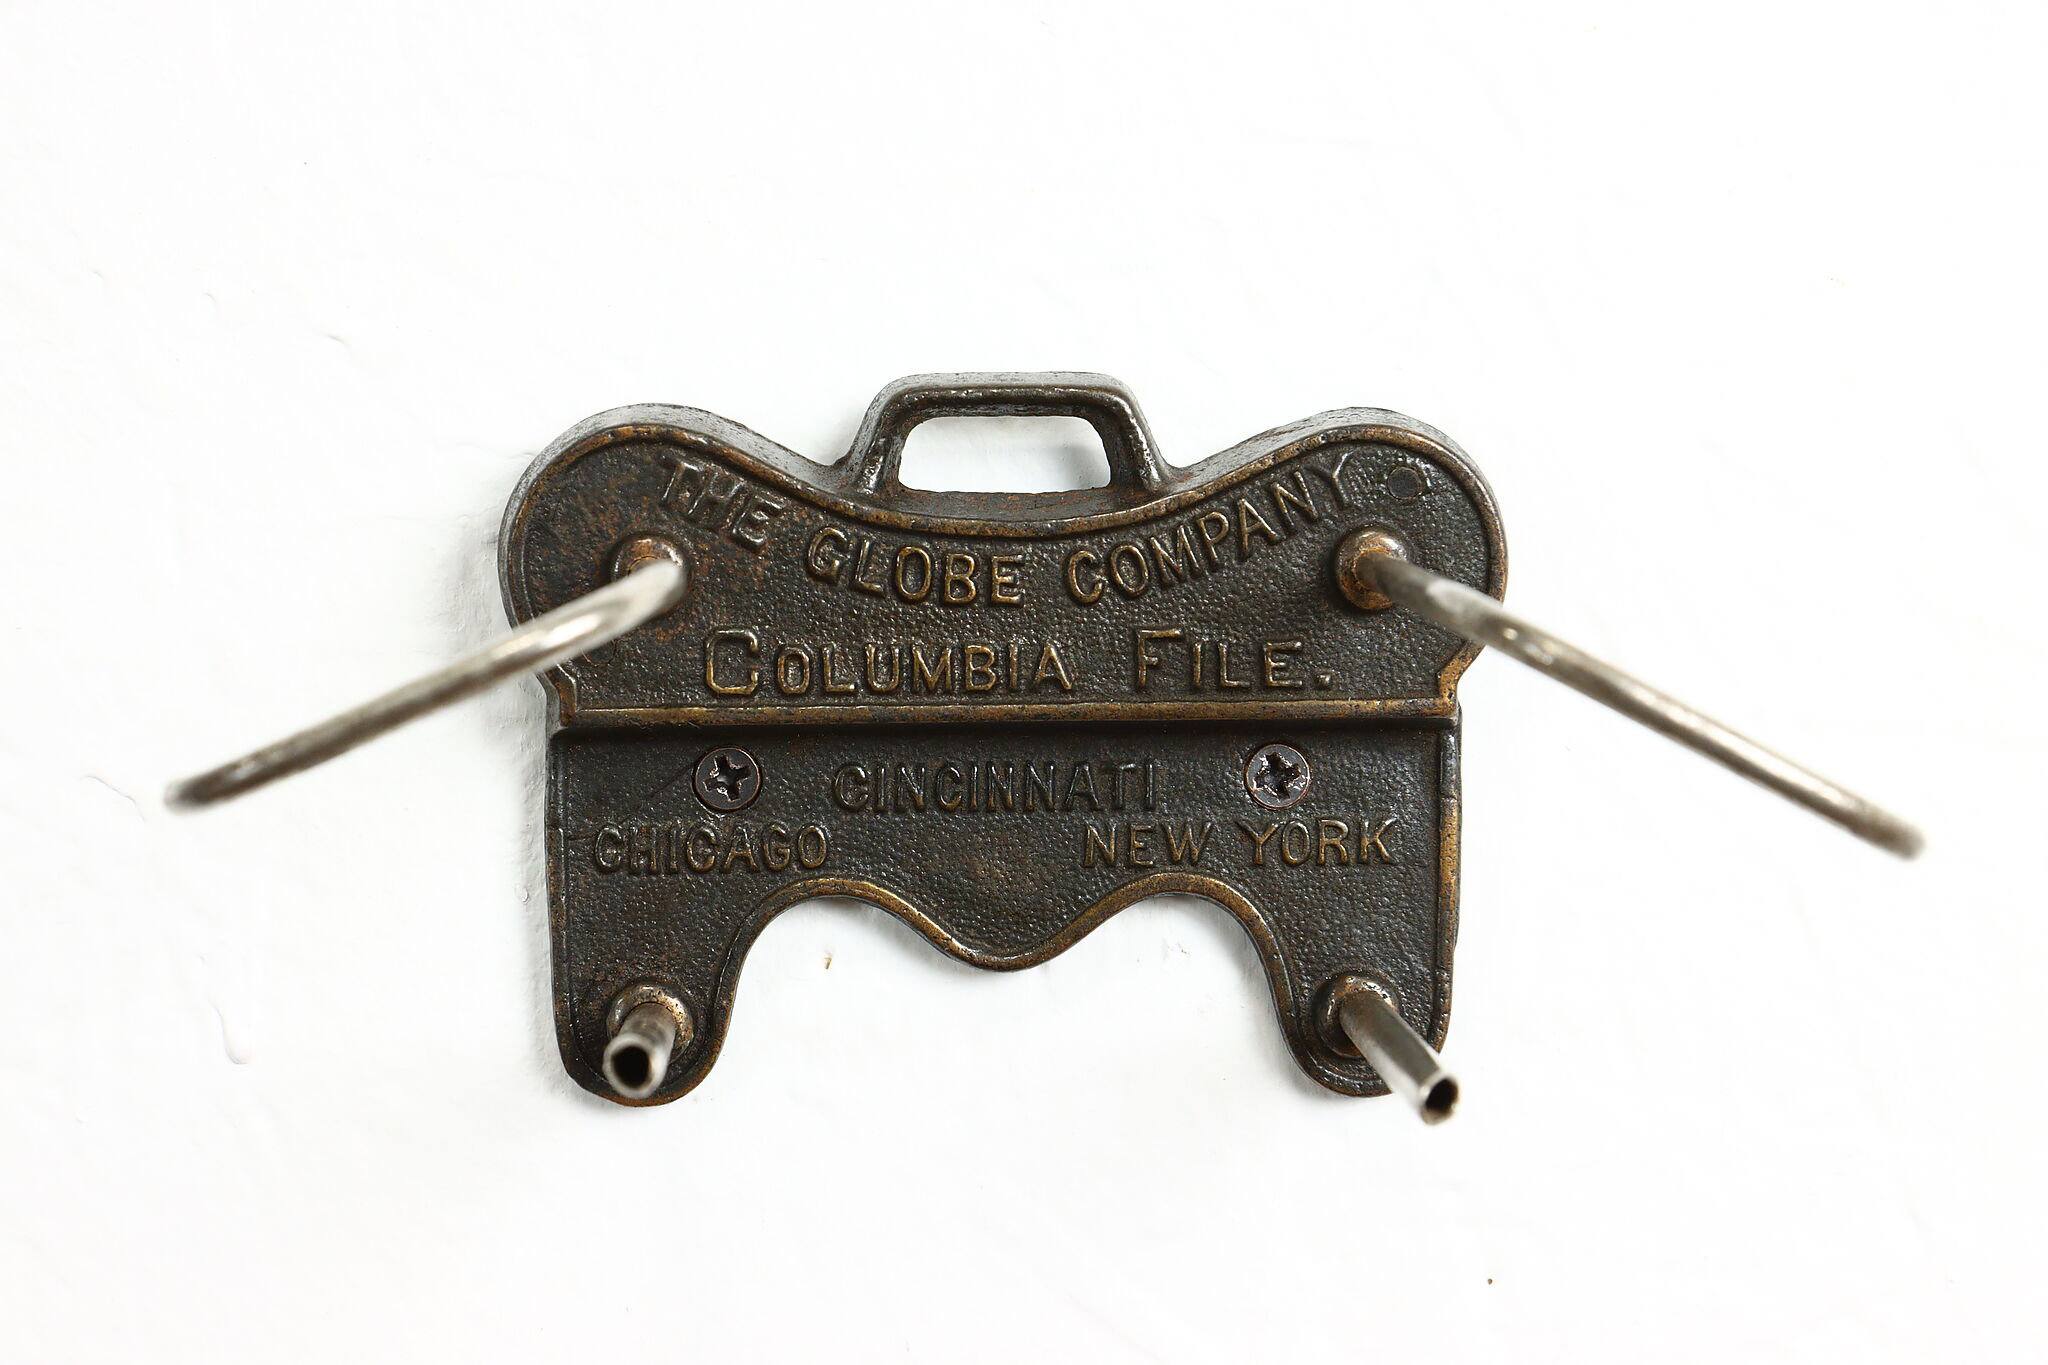 THE GLOBE COMPANY
COLUMBIA FILE.
CINCINNATI
CHICAGO NEW YORK